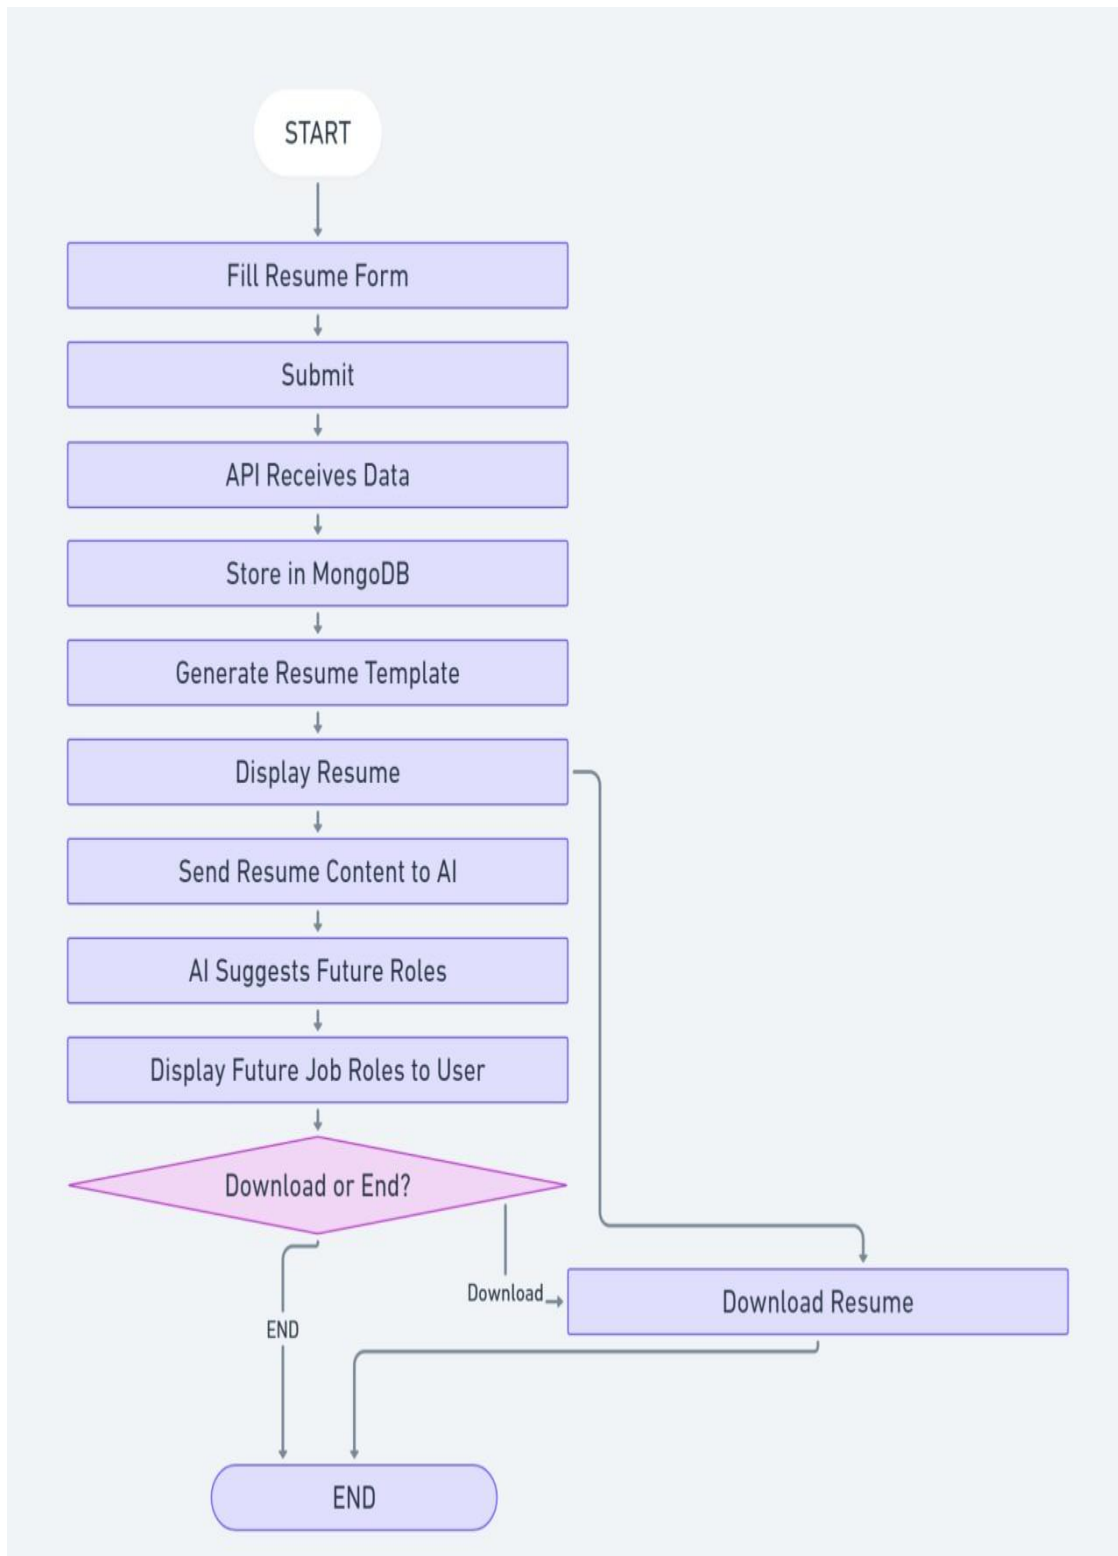 START
Fill Resume Form
Submit
API Receives Data
Store in MongoDB
Generate Resume Template
Display Resume
Send Resume Content to AI
AI Suggests Future Roles
Display Future Job Roles to User
Download or End?
Download
Download Resume
END
END